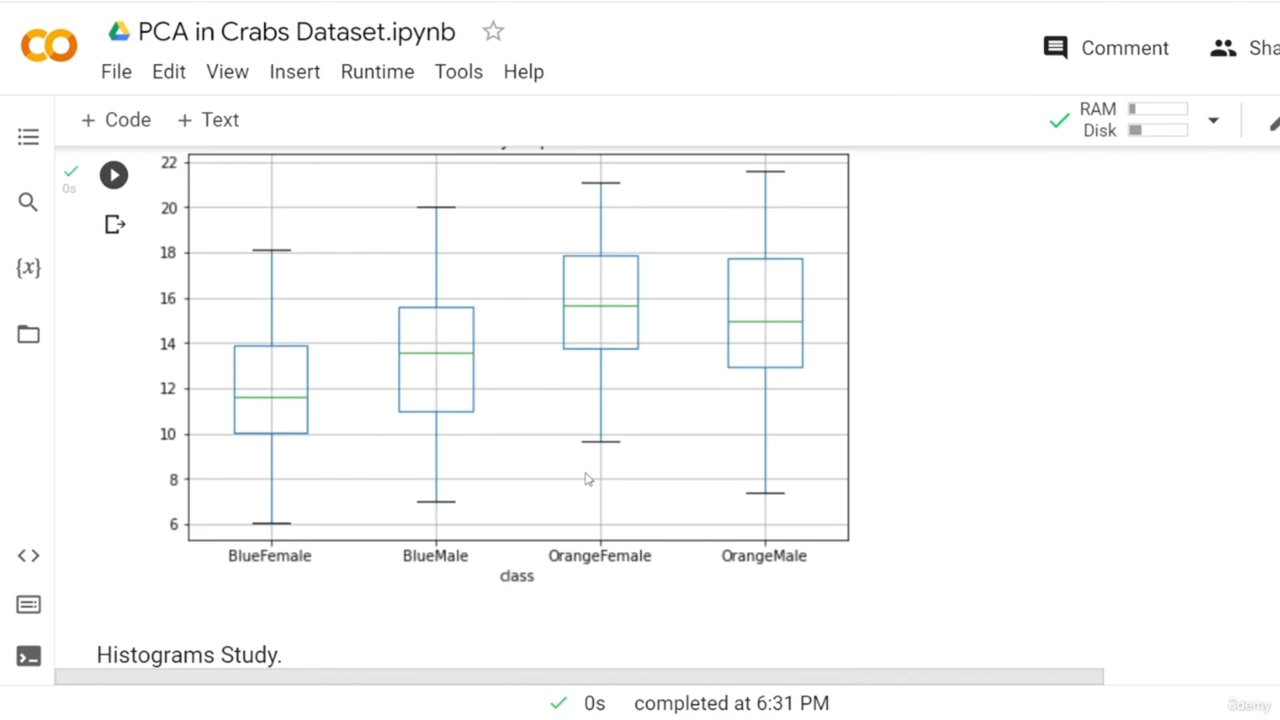 PCA in Crabs Dataset.ipynb
Comment
Sha
File Edit View Insert Runtime Tools Help
+ Code + Text
RAM
Disk
0s
22
20
18
16
14
12
10
8
6
BlueFemale BlueMale OrangeFemale OrangeMale
class
{x}
Histograms Study.
0s completed at 6:31 PM
ûdemy